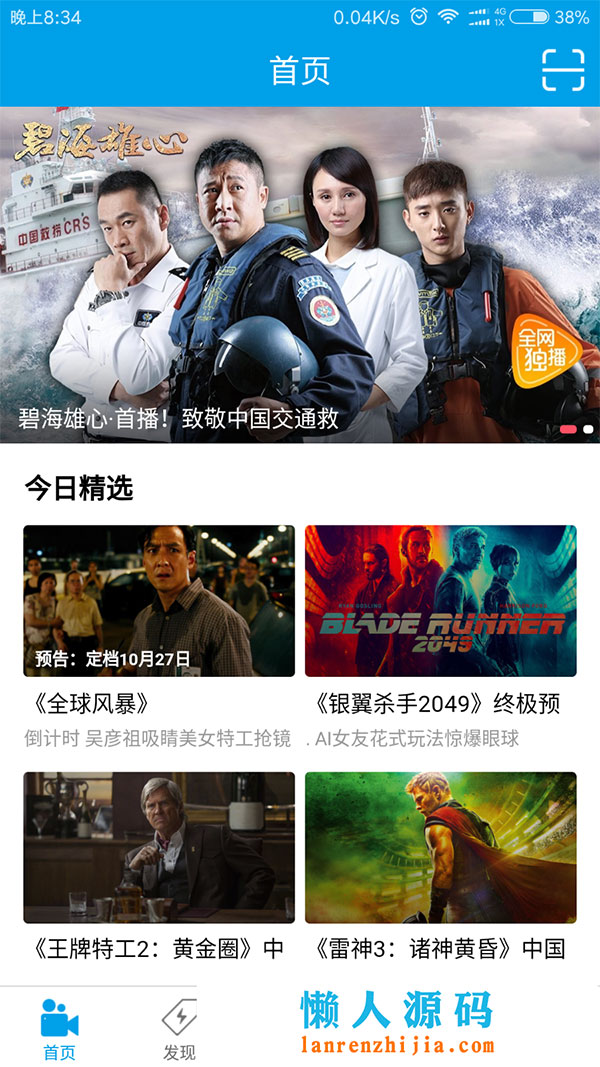 晚上8:34
0.04K/s 4G 1X 38%
首页
碧海雄心
中国救捞CRS
全网
独播
碧海雄心·首播！致敬中国交通救
今日精选
预告：定档10月27日
BLADE RUNNER
2049
《全球风暴》
《银翼杀手2049》终极预
倒计时 吴彦祖吸睛美女特工抢镜
. AI女友花式玩法惊爆眼球
《王牌特工2：黄金圈》中
《雷神3：诸神黄昏》中国
首页
发现
懒人源码
lanrenzhijia.com